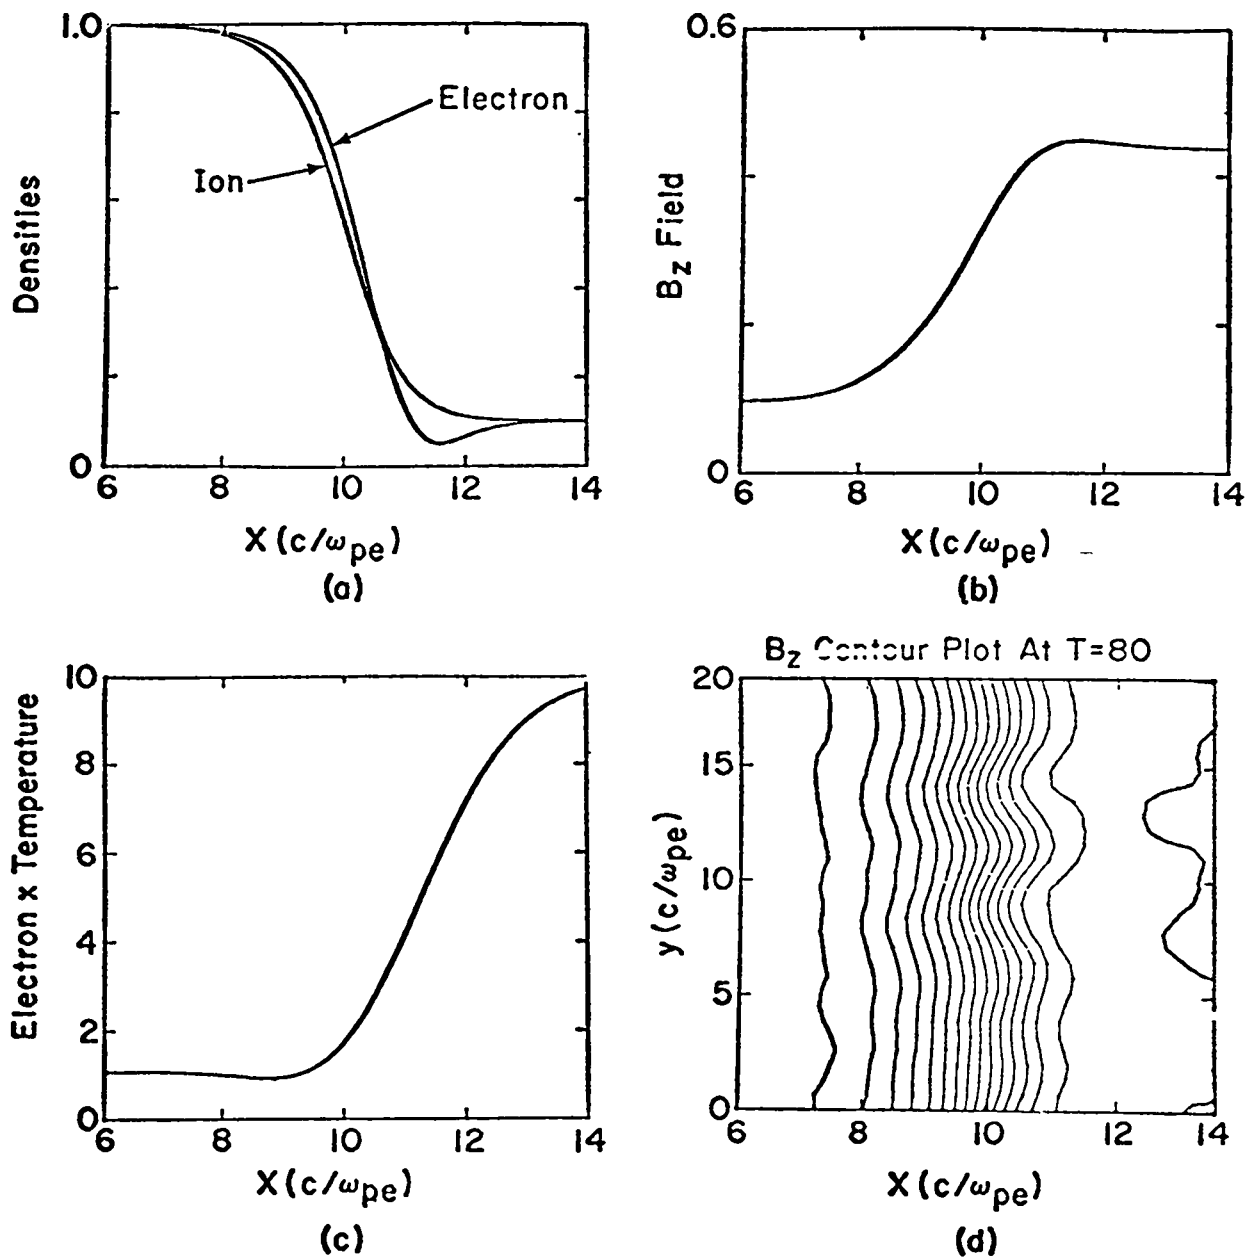 1.0
Densities
Electron
Ion
0
6 8 10 12 14
X (c/ωpe)
(a)
0.6
Bz Field
0
6 8 10 12 14
X (c/ωpe)
(b)
10
8
6
4
2
0
Electron x Temperature
6 8 10 12 14
X (c/ωpe)
(c)
Bz Contour Plot At T=80
20
15
10
5
0
y (c/ωpe)
6 8 10 12 14
X (c/ωpe)
(d)